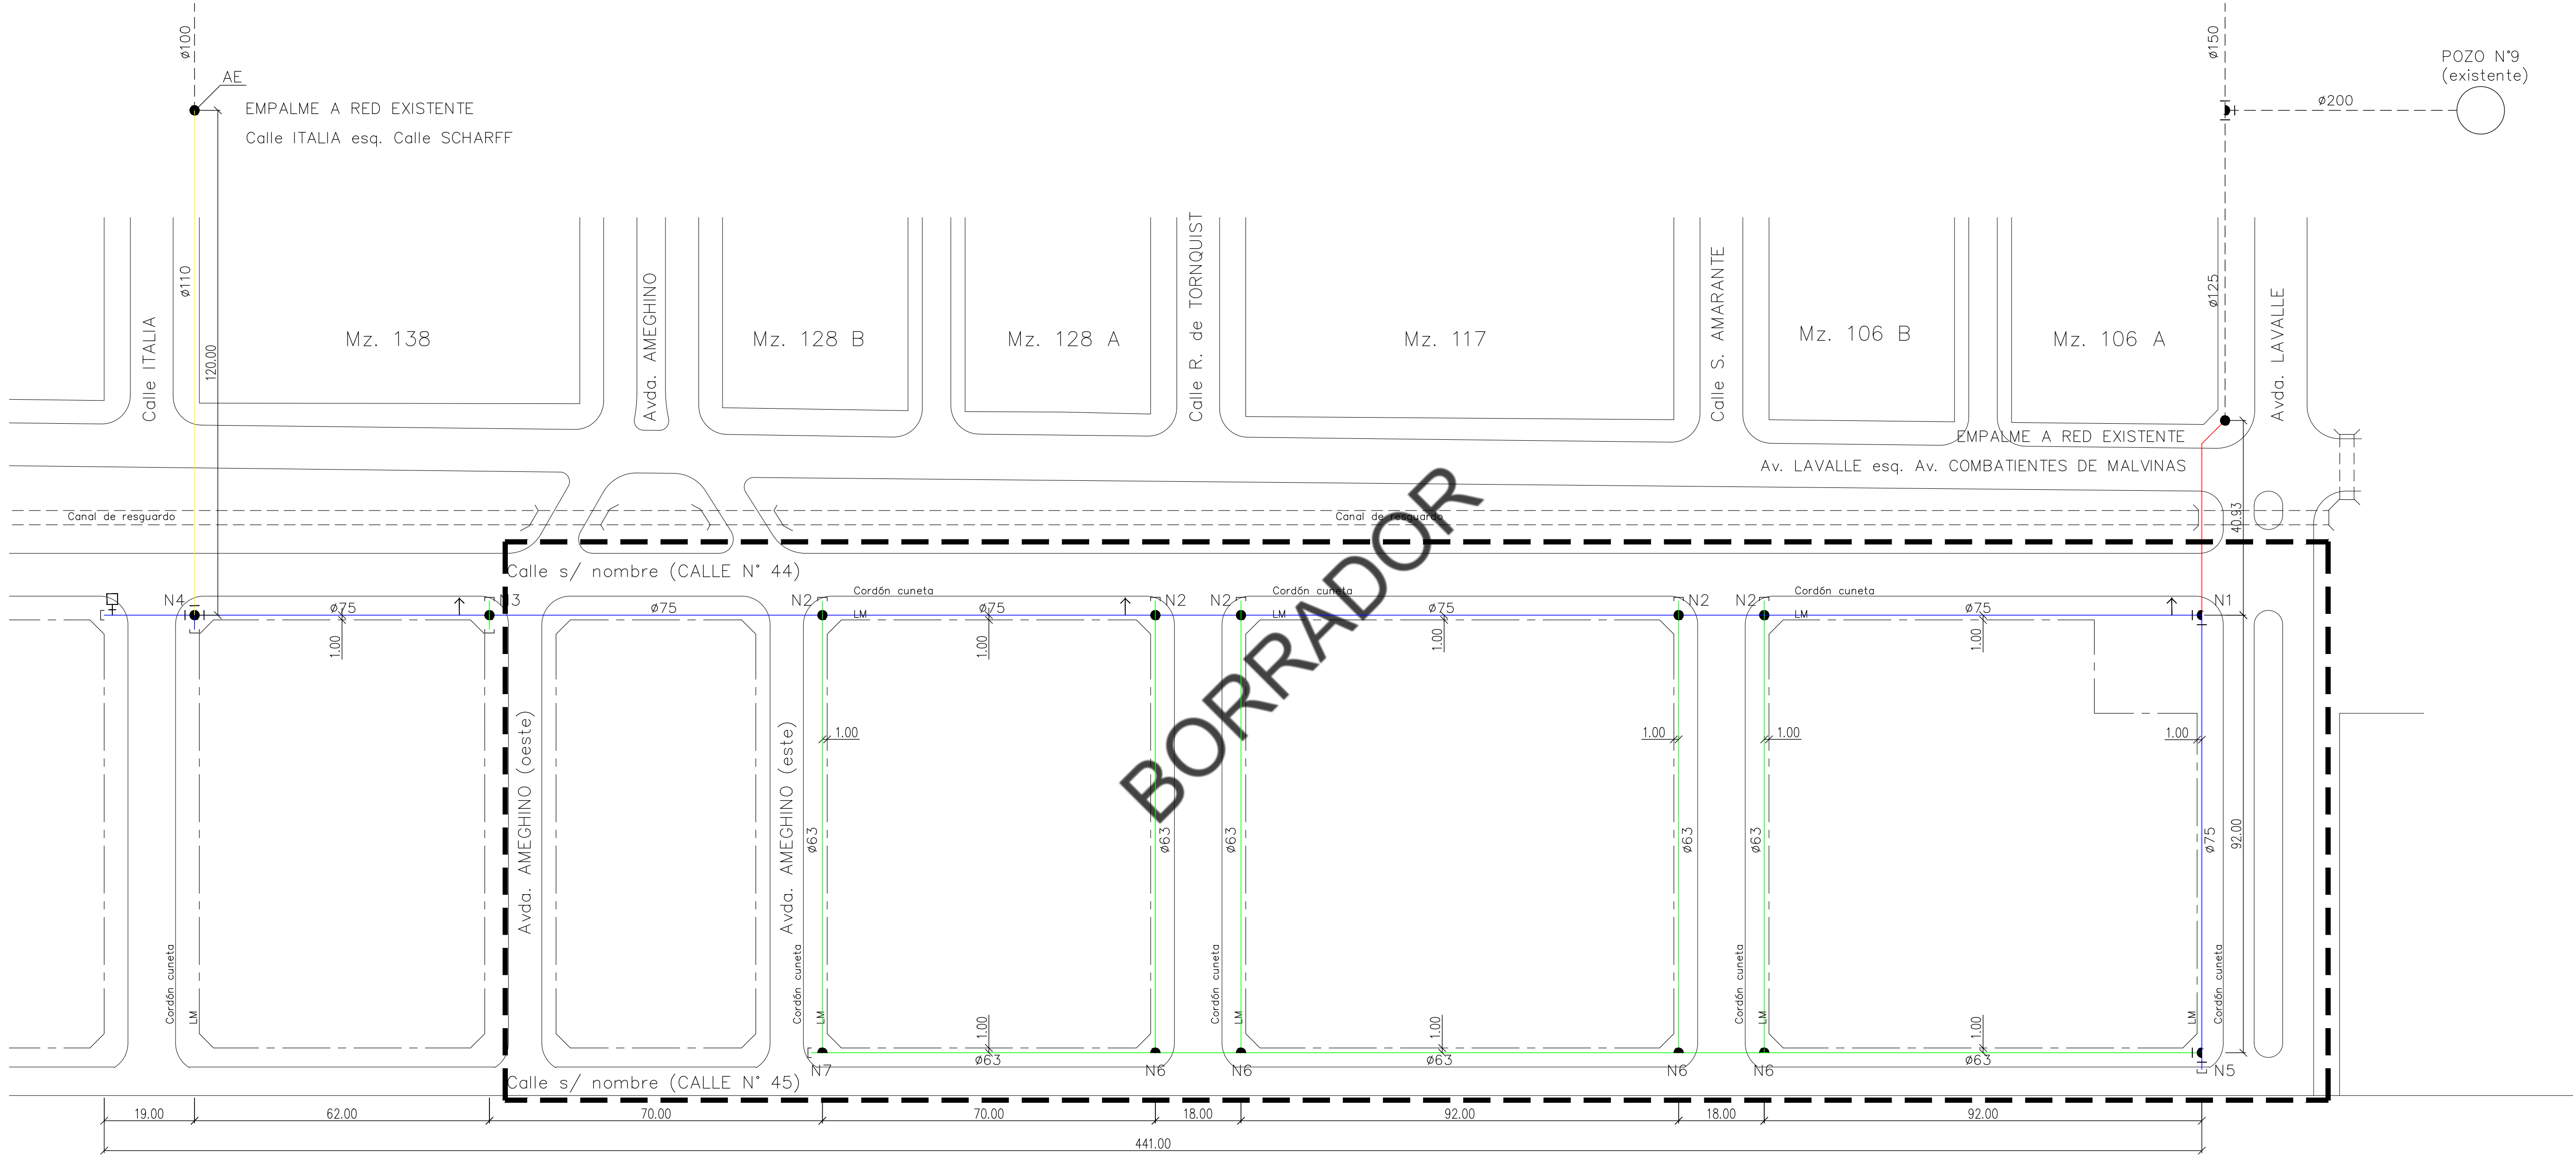 ø100
ø150
POZO N°9
(existente)
AE
ø200
EMPALME A RED EXISTENTE
Calle ITALIA esq. Calle SCHARFF
ø110
120.00
Calle ITALIA
Mz. 138
Avda. AMEGHINO
Mz. 128 B
Mz. 128 A
Calle R. de TORNQUIST
Mz. 117
Calle S. AMARANTE
Mz. 106 B
Mz. 106 A
ø125
Avda. LAVALLE
EMPALME A RED EXISTENTE
Av. LAVALLE esq. Av. COMBATIENTES DE MALVINAS
Canal de resguardo
Canal de resguardo
40.93
Calle s/ nombre (CALLE N° 44)
Cordón cuneta
Cordón cuneta
Cordón cuneta
N4
N3
N2
N2
N2
N2
N2
N1
ø75
ø75
LM
ø75
LM
ø75
LM
ø75
1.00
1.00
1.00
1.00
BORRADOR
1.00
1.00
1.00
1.00
Avda. AMEGHINO (oeste)
Avda. AMEGHINO (este)
ø63
ø63
ø63
ø63
ø63
ø75
92.00
Cordón cuneta
LM
Cordón cuneta
LM
Cordón cuneta
LM
Cordón cuneta
LM
LM
Cordón cuneta
1.00
1.00
1.00
ø63
ø63
ø63
N7
N6
N6
N6
N6
N5
Calle s/ nombre (CALLE N° 45)
19.00
62.00
70.00
70.00
18.00
92.00
18.00
92.00
441.00